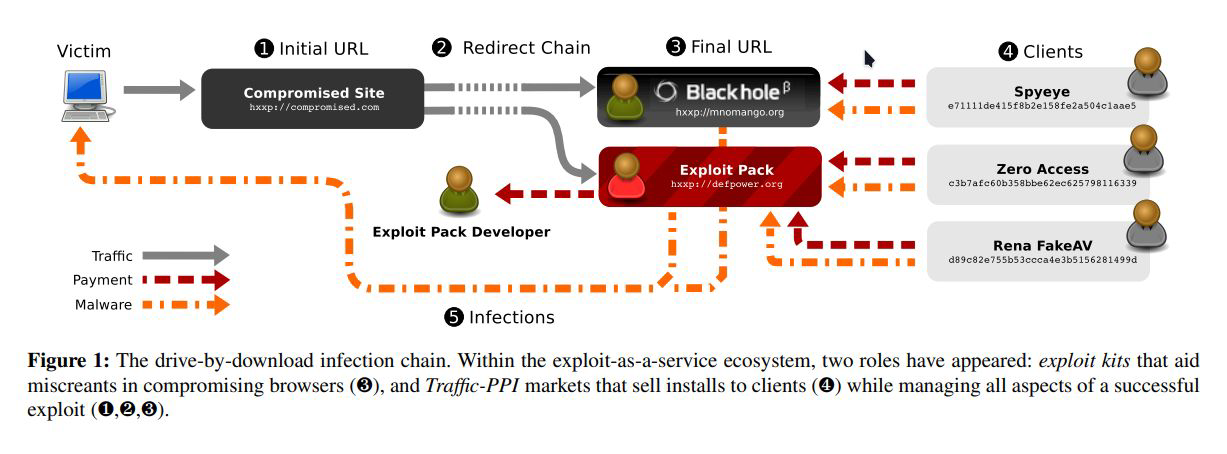 Victim
❶ Initial URL
❷ Redirect Chain
❸ Final URL
❹ Clients
Compromised Site
hxxp://compromised.com
Blackhole β
hxxp://mnomango.org
Spyeye
e71111de415f8b2e158fe2a504c1aae5
Exploit Pack
hxxp://defpower.org
Zero Access
c3b7afc60b358bbe62ec625798116339
Exploit Pack Developer
Rena FakeAV
d89c82e755b53ccca4e3b5156281499d
Traffic
Payment
Malware
❺ Infections
Figure 1: The drive-by-download infection chain. Within the exploit-as-a-service ecosystem, two roles have appeared: exploit kits that aid
miscreants in compromising browsers (❸), and Traffic-PPI markets that sell installs to clients (❹) while managing all aspects of a successful
exploit (❶,❷,❸).